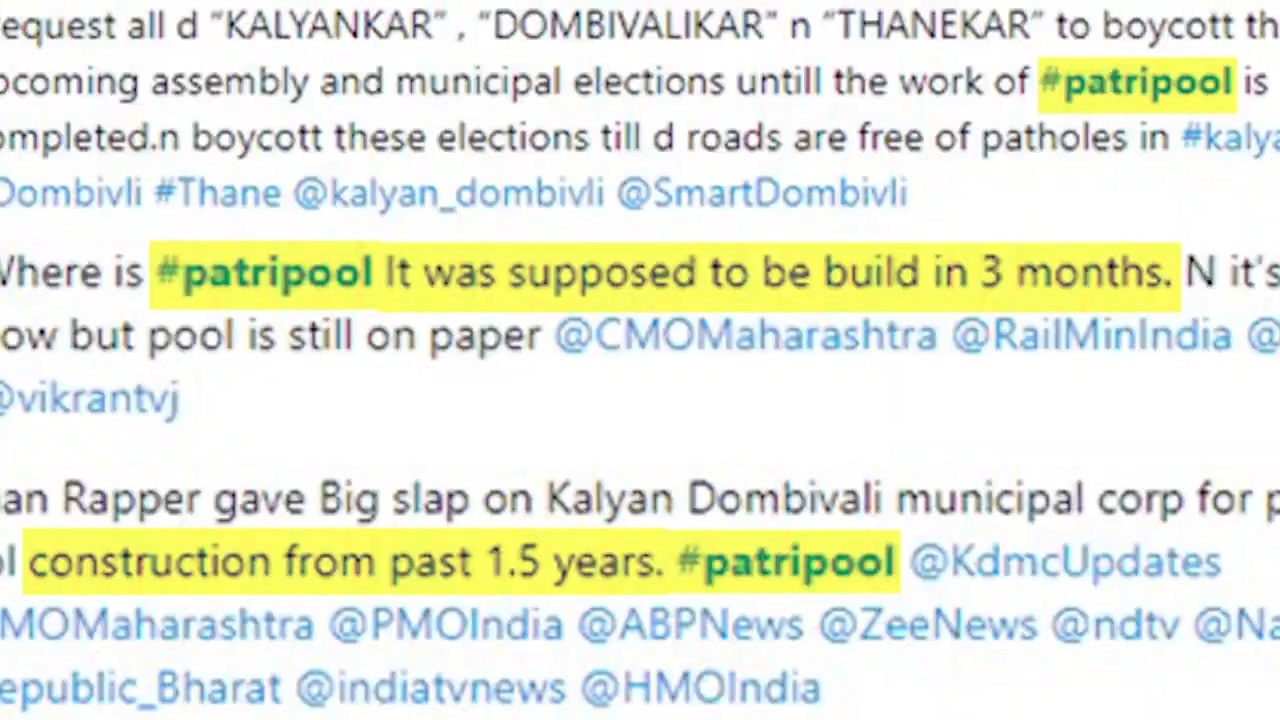 equest all d “KALYANKAR” , “DOMBIVALIKAR” n “THANEKAR” to boycott th
pcoming assembly and municipal elections untill the work of #patripool is
ompleted.n boycott these elections till d roads are free of patholes in #kalya
Dombivli #Thane @kalyan_dombivli @SmartDombivli
Where is #patripool It was supposed to be build in 3 months. N it's
ow but pool is still on paper @CMOMaharashtra @RailMinIndia @
@vikrantvj
ian Rapper gave Big slap on Kalyan Dombivali municipal corp for p
ol construction from past 1.5 years. #patripool @KdmcUpdates
MOMaharashtra @PMOIndia @ABPNews @ZeeNews @ndtv @Na
epublic_Bharat @indiatvnews @HMOIndia